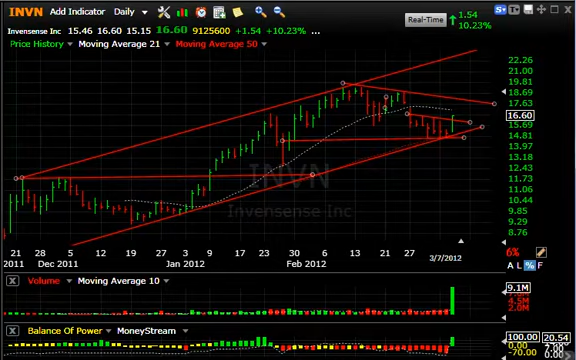 INVN Add Indicator Daily
Real-Time 1.54 10.23%
Invensense Inc 15.46 16.60 15.15 16.60 9125600 +1.54 +10.23% ...
Price History Moving Average 21 Moving Average 50
22.26
21.01
19.81
18.69
17.63
16.60
15.69
14.81
13.97
13.18
12.43
11.73
11.06
10.44
9.85
9.29
8.76
INVN
Invensense Inc
21 28 5 12 19 27 3 9 17 23 30 6 13 21 27 3/7/2012
2011 Dec 2011 Jan 2012 Feb 2012
6%
A L % F
X Volume Moving Average 10
9.1M
4.5M
2.3M
X Balance Of Power MoneyStream
100.00 20.54
0.00
-70.00 0.00